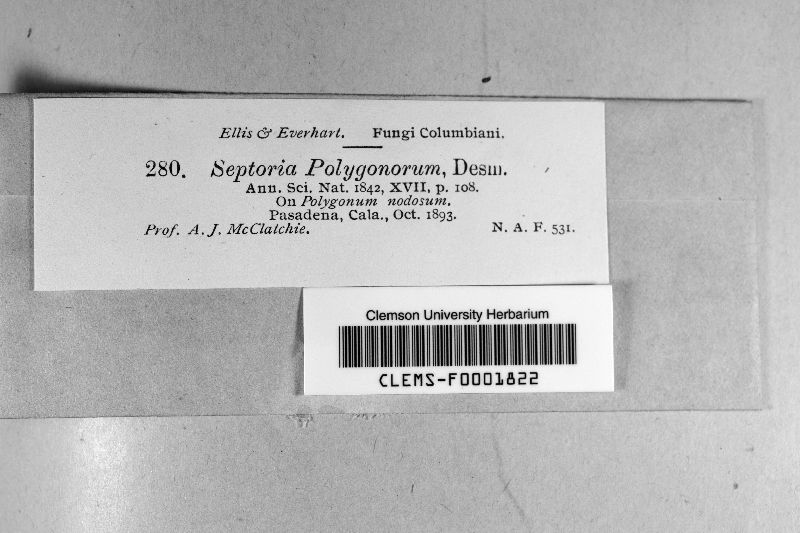 Ellis & Everhart. Fungi Columbiani.
280. Septoria Polygonorum, Desm.
Ann. Sci. Nat. 1842, XVII, p. 108.
On Polygonum nodosum.
Pasadena, Cala., Oct. 1893.
Prof. A. J. McClatchie. N. A. F. 531.
Clemson University Herbarium
CLEMS-F0001822